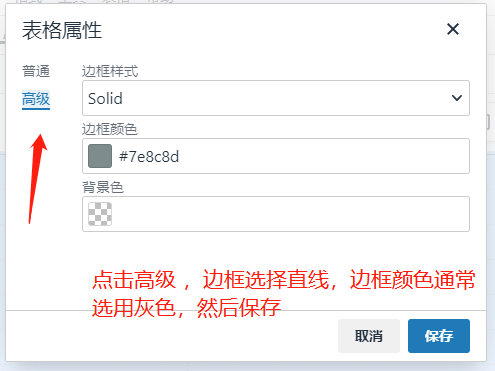 表格属性
普通
高级
边框样式
Solid
边框颜色
#7e8c8d
背景色
点击高级 ，边框选择直线，边框颜色通常
选用灰色，然后保存
取消
保存